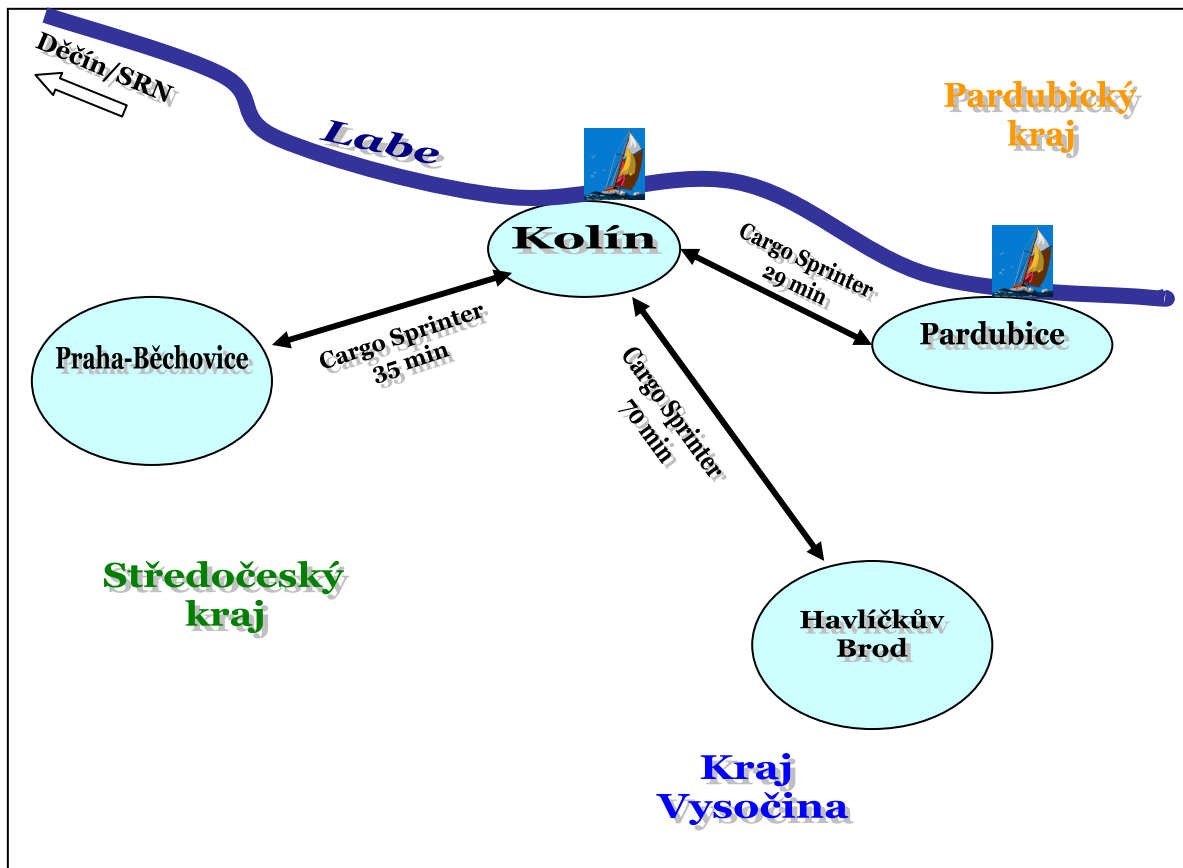 Děčín/SRN
Labe
Pardubický
kraj
Kolín
Cargo Sprinter
29 min
Pardubice
Praha-Běchovice
Cargo Sprinter
35 min
Cargo Sprinter
70 min
Středočeský
kraj
Havlíčkův
Brod
Kraj
Vysočina